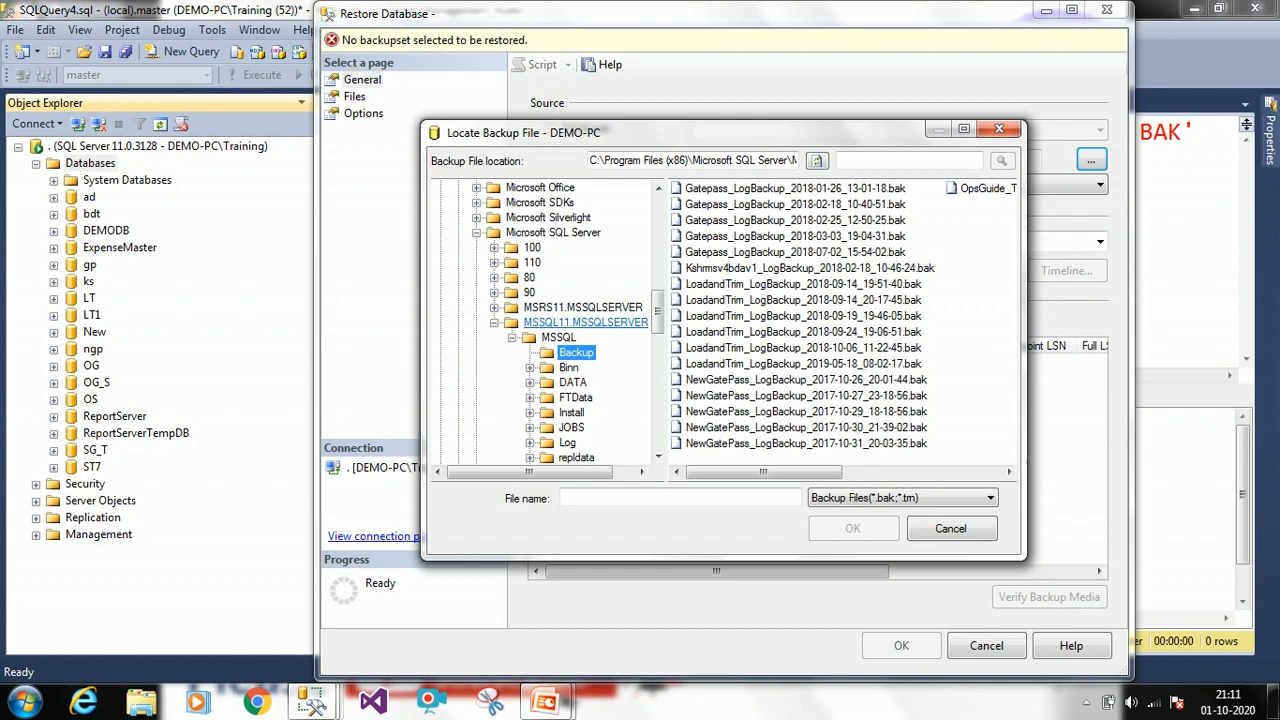 SQLQuery4.sql - (local).master (DEMO-PC\Training (52))*
File Edit View Project Debug Tools Window
New Query
master
Execute
Object Explorer
Connect
. (SQL Server 11.0.3128 - DEMO-PC\Training)
Databases
System Databases
ad
bdt
DEMODB
ExpenseMaster
gp
ks
LT
LT1
New
ngp
OG
OG_S
OS
ReportServer
ReportServerTempDB
SG_T
ST7
Security
Server Objects
Replication
Management
Ready
Restore Database -
No backupset selected to be restored.
Select a page
General
Files
Options
Script
Help
Source
BAK'
Properties
...
Timeline...
Full
Connection
View connection
Progress
Ready
Verify Backup Media
OK
Cancel
Help
00:00:00 0 rows
Locate Backup File - DEMO-PC
Backup File location:
C:\Program Files (x86)\Microsoft SQL Server\
Microsoft Office
Microsoft SDKs
Microsoft Silverlight
Microsoft SQL Server
100
110
80
90
MSRS11.MSSQLSERVER
MSSQL11.MSSQLSERVER
MSSQL
Backup
Binn
DATA
FTData
Install
JOBS
Log
repldata
Gatepass_LogBackup_2018-01-26_13-01-18.bak
Gatepass_LogBackup_2018-02-18_10-40-51.bak
Gatepass_LogBackup_2018-02-25_12-50-25.bak
Gatepass_LogBackup_2018-03-03_19-04-31.bak
Gatepass_LogBackup_2018-07-02_15-54-02.bak
Kshmsv4bdav1_LogBackup_2018-02-18_10-46-24.bak
LoadandTrim_LogBackup_2018-09-14_19-51-40.bak
LoadandTrim_LogBackup_2018-09-14_20-17-45.bak
LoadandTrim_LogBackup_2018-09-19_19-46-05.bak
LoadandTrim_LogBackup_2018-09-24_19-06-51.bak
LoadandTrim_LogBackup_2018-10-06_11-22-45.bak
LoadandTrim_LogBackup_2019-05-18_08-02-17.bak
NewGatePass_LogBackup_2017-10-26_20-01-44.bak
NewGatePass_LogBackup_2017-10-27_23-18-56.bak
NewGatePass_LogBackup_2017-10-29_18-18-56.bak
NewGatePass_LogBackup_2017-10-30_21-39-02.bak
NewGatePass_LogBackup_2017-10-31_20-03-35.bak
OpsGuide_T
File name:
Backup Files(*.bak;*.trn)
OK
Cancel
21:11
01-10-2020